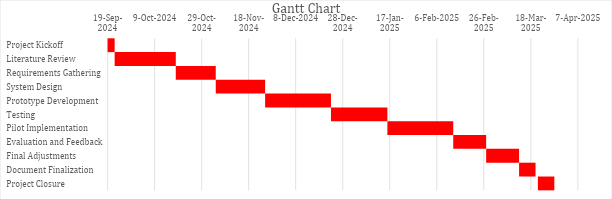 Gantt Chart
19-Sep-2024 9-Oct-2024 29-Oct-2024 18-Nov-2024 8-Dec-2024 28-Dec-2024 17-Jan-2025 6-Feb-2025 26-Feb-2025 18-Mar-2025 7-Apr-2025
Project Kickoff
Literature Review
Requirements Gathering
System Design
Prototype Development
Testing
Pilot Implementation
Evaluation and Feedback
Final Adjustments
Document Finalization
Project Closure